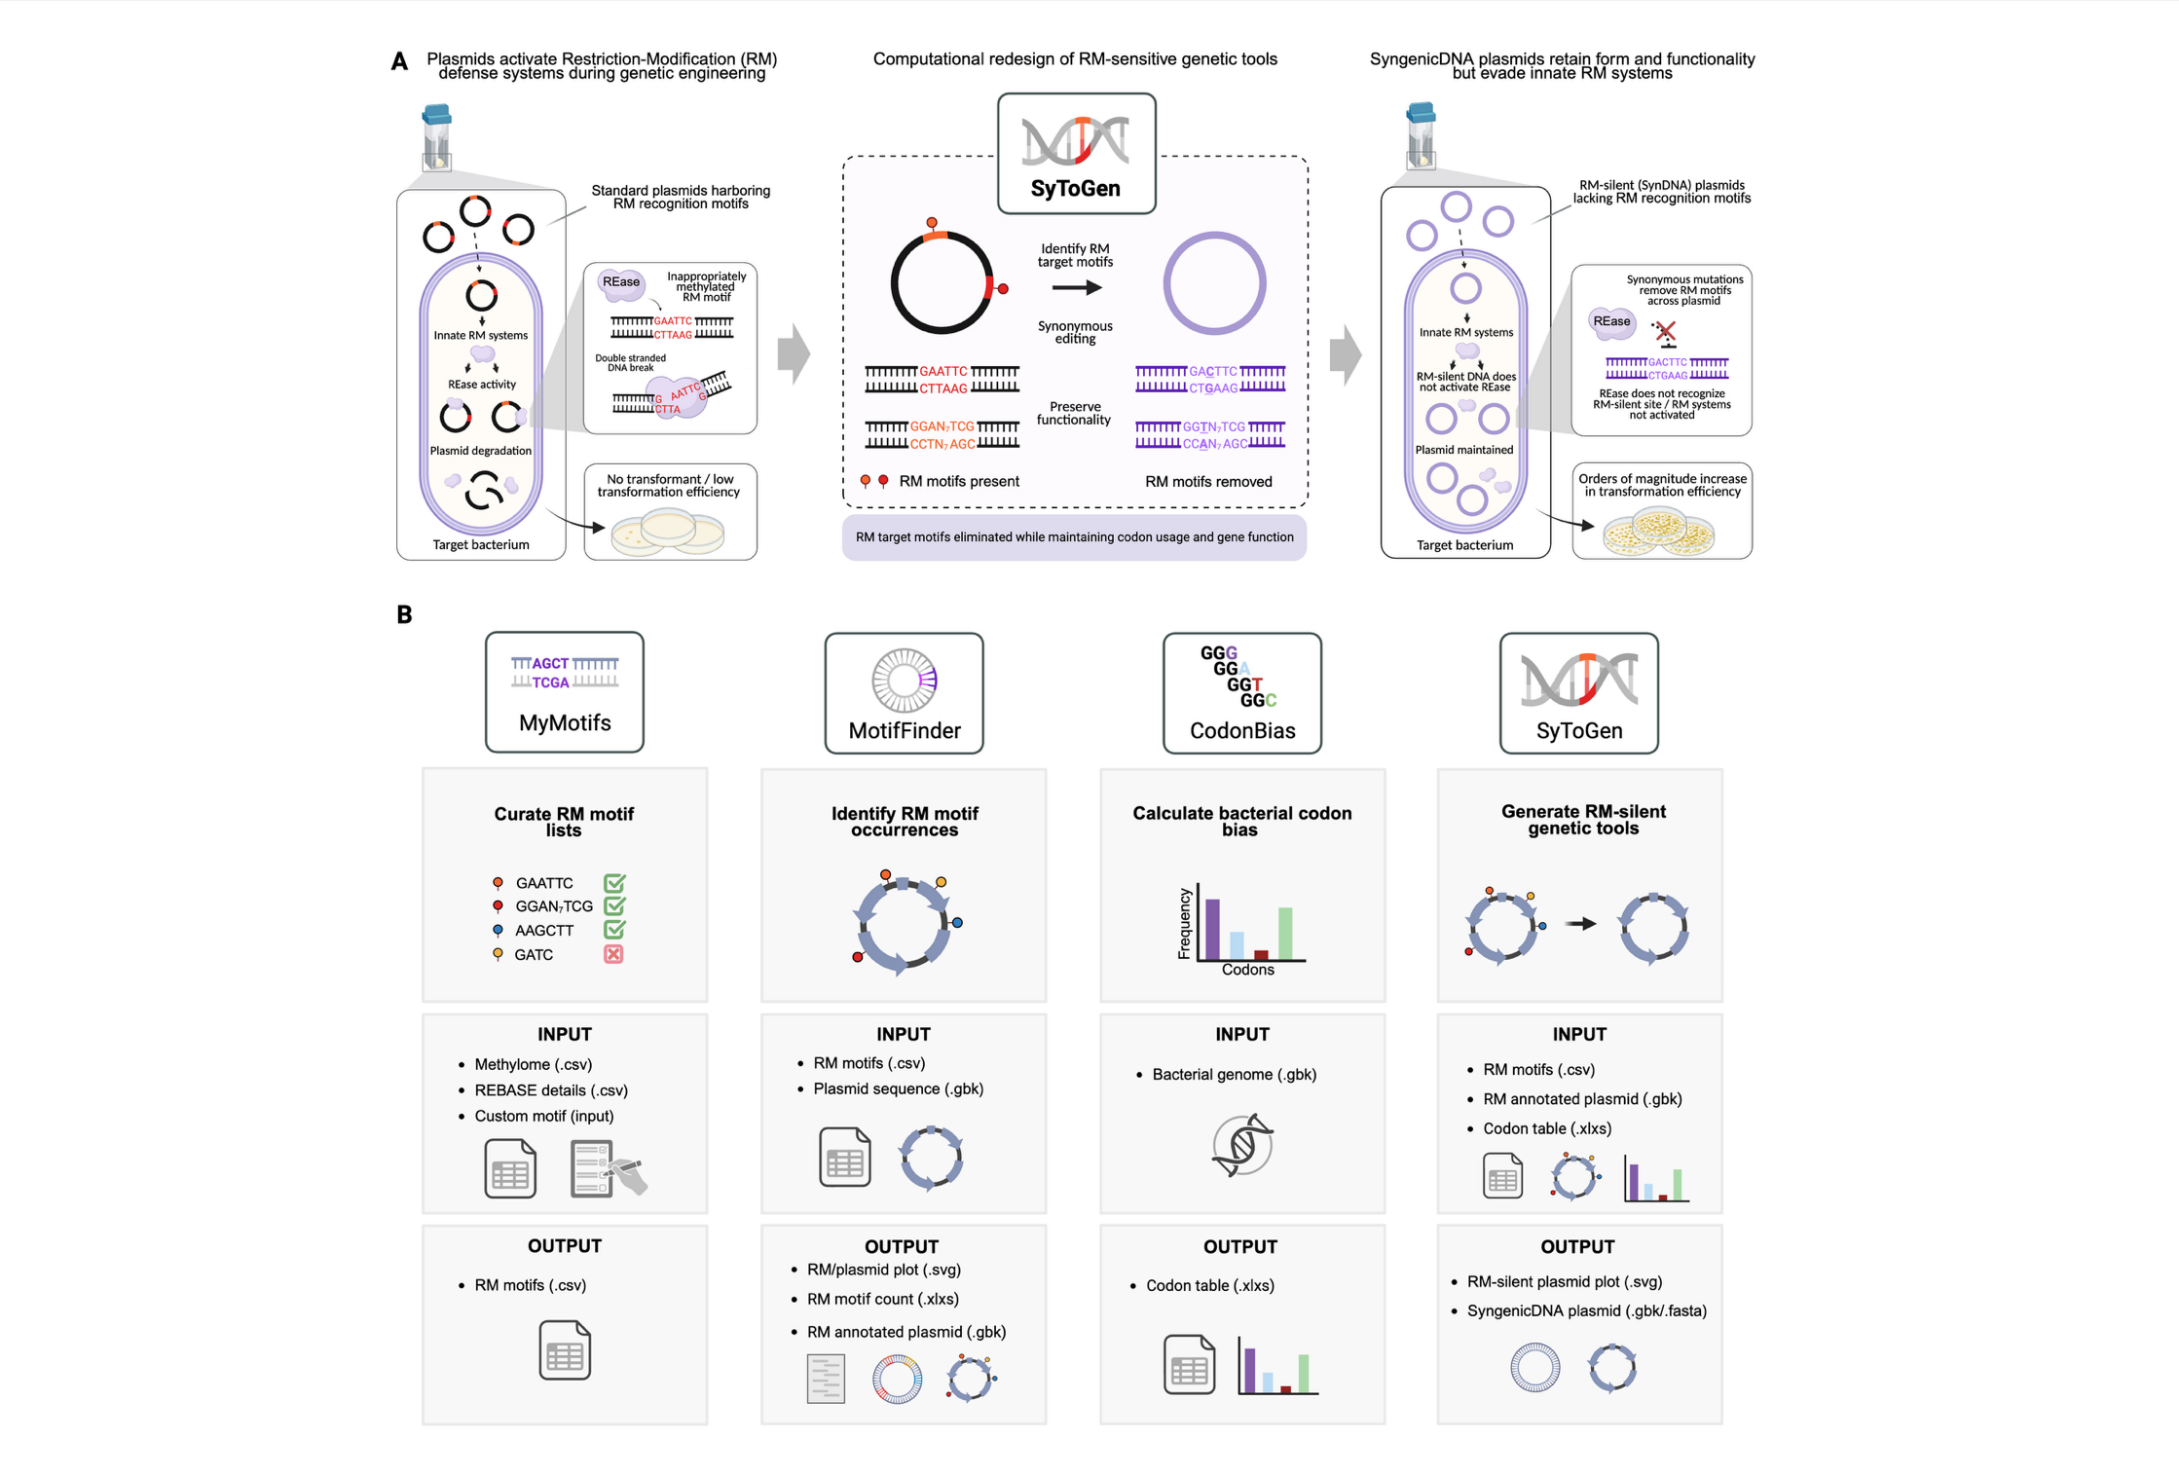 A
Plasmids activate Restriction-Modification (RM)
defense systems during genetic engineering
Standard plasmids harboring
RM recognition motifs
Innate RM systems
REase activity
Plasmid degradation
Target bacterium
REase
Inappropriately
methylated
RM motif
GAATTC
CTTAAG
Double stranded
DNA break
G AATTC
CTTA G
No transformant / low
transformation efficiency
Computational redesign of RM-sensitive genetic tools
SyToGen
Identify RM
target motifs
Synonymous
editing
Preserve
functionality
GAATTC
CTTAAG
GGAN₇TCG
CCTN₇AGC
RM motifs present
GACTTC
CTGAAG
GGTN₇TCG
CCAN₇AGC
RM motifs removed
RM target motifs eliminated while maintaining codon usage and gene function
SyngenicDNA plasmids retain form and functionality
but evade innate RM systems
RM-silent (SynDNA) plasmids
lacking RM recognition motifs
Innate RM systems
RM-silent DNA does
not activate REase
Plasmid maintained
Target bacterium
Synonymous mutations
remove RM motifs
across plasmid
REase
GACTTC
CTGAAG
REase does not recognize
RM-silent site / RM systems
not activated
Orders of magnitude increase
in transformation efficiency
B
AGCT
TCGA
MyMotifs
Curate RM motif
lists
GAATTC
GGAN₇TCG
AAGCTT
GATC
INPUT
• Methylome (.csv)
• REBASE details (.csv)
• Custom motif (input)
OUTPUT
• RM motifs (.csv)
MotifFinder
Identify RM motif
occurrences
INPUT
• RM motifs (.csv)
• Plasmid sequence (.gbk)
OUTPUT
• RM/plasmid plot (.svg)
• RM motif count (.xlxs)
• RM annotated plasmid (.gbk)
GGG
GGA
GGT
GGC
CodonBias
Calculate bacterial codon
bias
Frequency
Codons
INPUT
• Bacterial genome (.gbk)
OUTPUT
• Codon table (.xlxs)
SyToGen
Generate RM-silent
genetic tools
INPUT
• RM motifs (.csv)
• RM annotated plasmid (.gbk)
• Codon table (.xlxs)
OUTPUT
• RM-silent plasmid plot (.svg)
• SyngenicDNA plasmid (.gbk/.fasta)